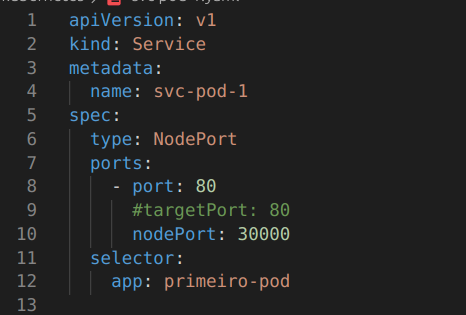 1 apiVersion: v1
2 kind: Service
3 metadata:
4   name: svc-pod-1
5 spec:
6   type: NodePort
7   ports:
8     - port: 80
9       #targetPort: 80
10       nodePort: 30000
11   selector:
12     app: primeiro-pod
13